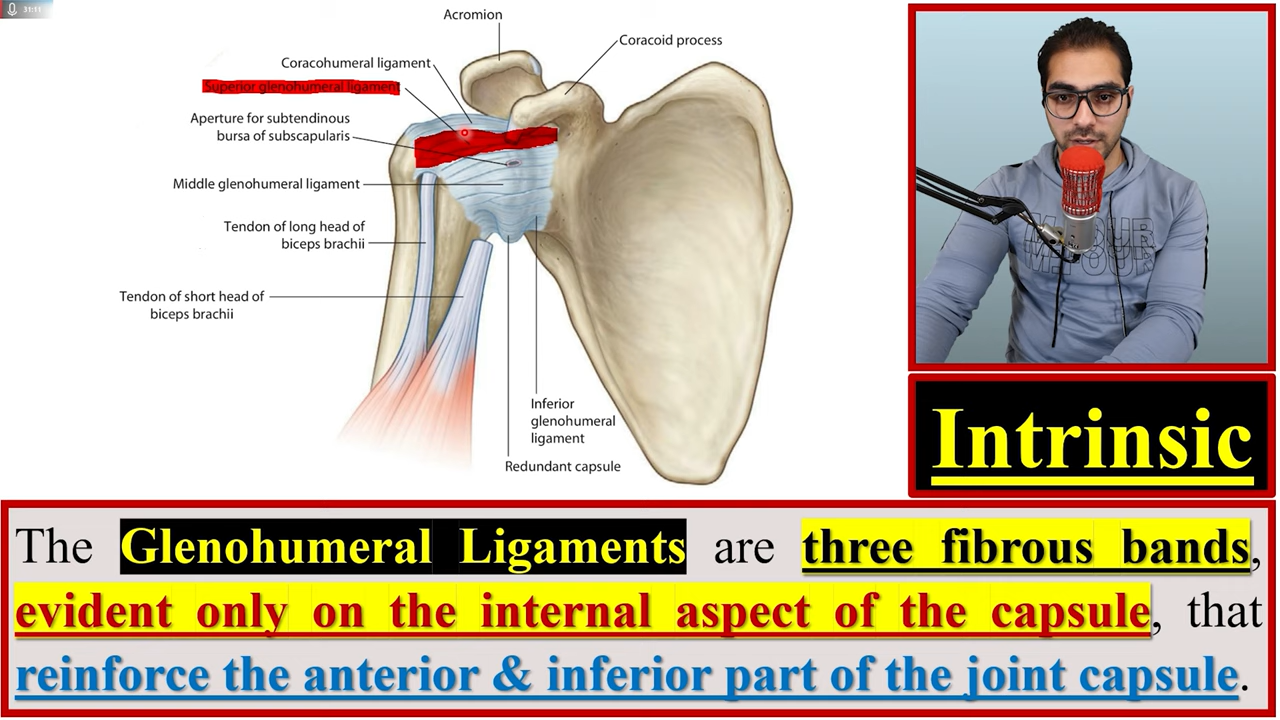 31:11
Acromion
Coracoid process
Coracohumeral ligament
Superior glenohumeral ligament
Aperture for subtendinous
bursa of subscapularis
Middle glenohumeral ligament
Tendon of long head of
biceps brachii
Tendon of short head of
biceps brachii
Inferior
glenohumeral
ligament
Redundant capsule
Intrinsic
The Glenohumeral Ligaments are three fibrous bands,
evident only on the internal aspect of the capsule, that
reinforce the anterior & inferior part of the joint capsule.